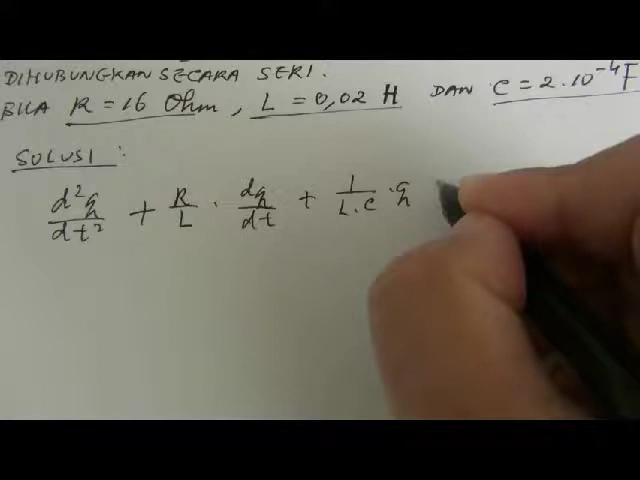 DIHUBUNGKAN SECARA SERI.
BILA R = 16 Ohm, L = 0,02 H DAN C = 2.10⁻⁴ F
SOLUSI :
d²q/dt² + R/L . dq/dt + 1/L.C . q